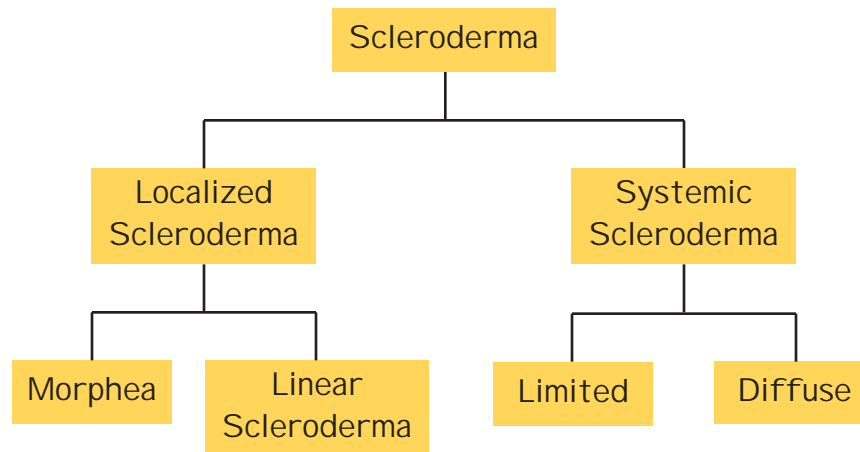 Scleroderma
Localized
Scleroderma
Systemic
Scleroderma
Morphea
Linear
Scleroderma
Limited
Diffuse